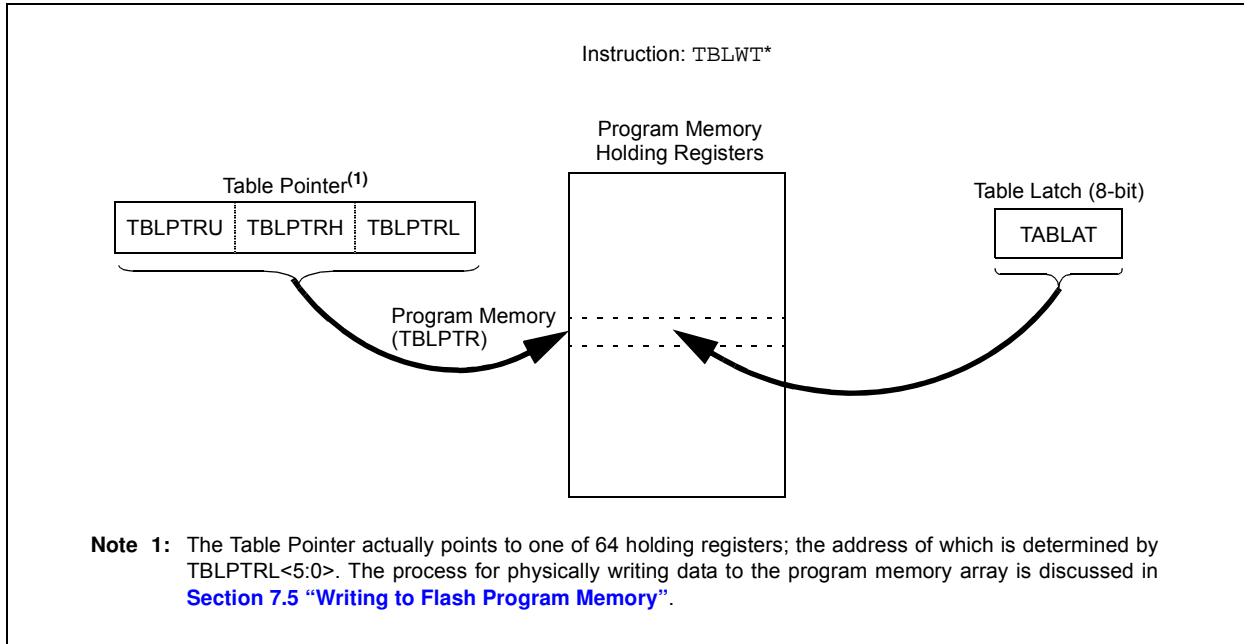 Instruction: TBLWT*
Program Memory
Holding Registers
Table Pointer(1)
Table Latch (8-bit)
TBLPTRU TBLPTRH TBLPTRL
TABLAT
Program Memory
(TBLPTR)
Note 1: The Table Pointer actually points to one of 64 holding registers; the address of which is determined by
TBLPTRL<5:0>. The process for physically writing data to the program memory array is discussed in
Section 7.5 “Writing to Flash Program Memory”.